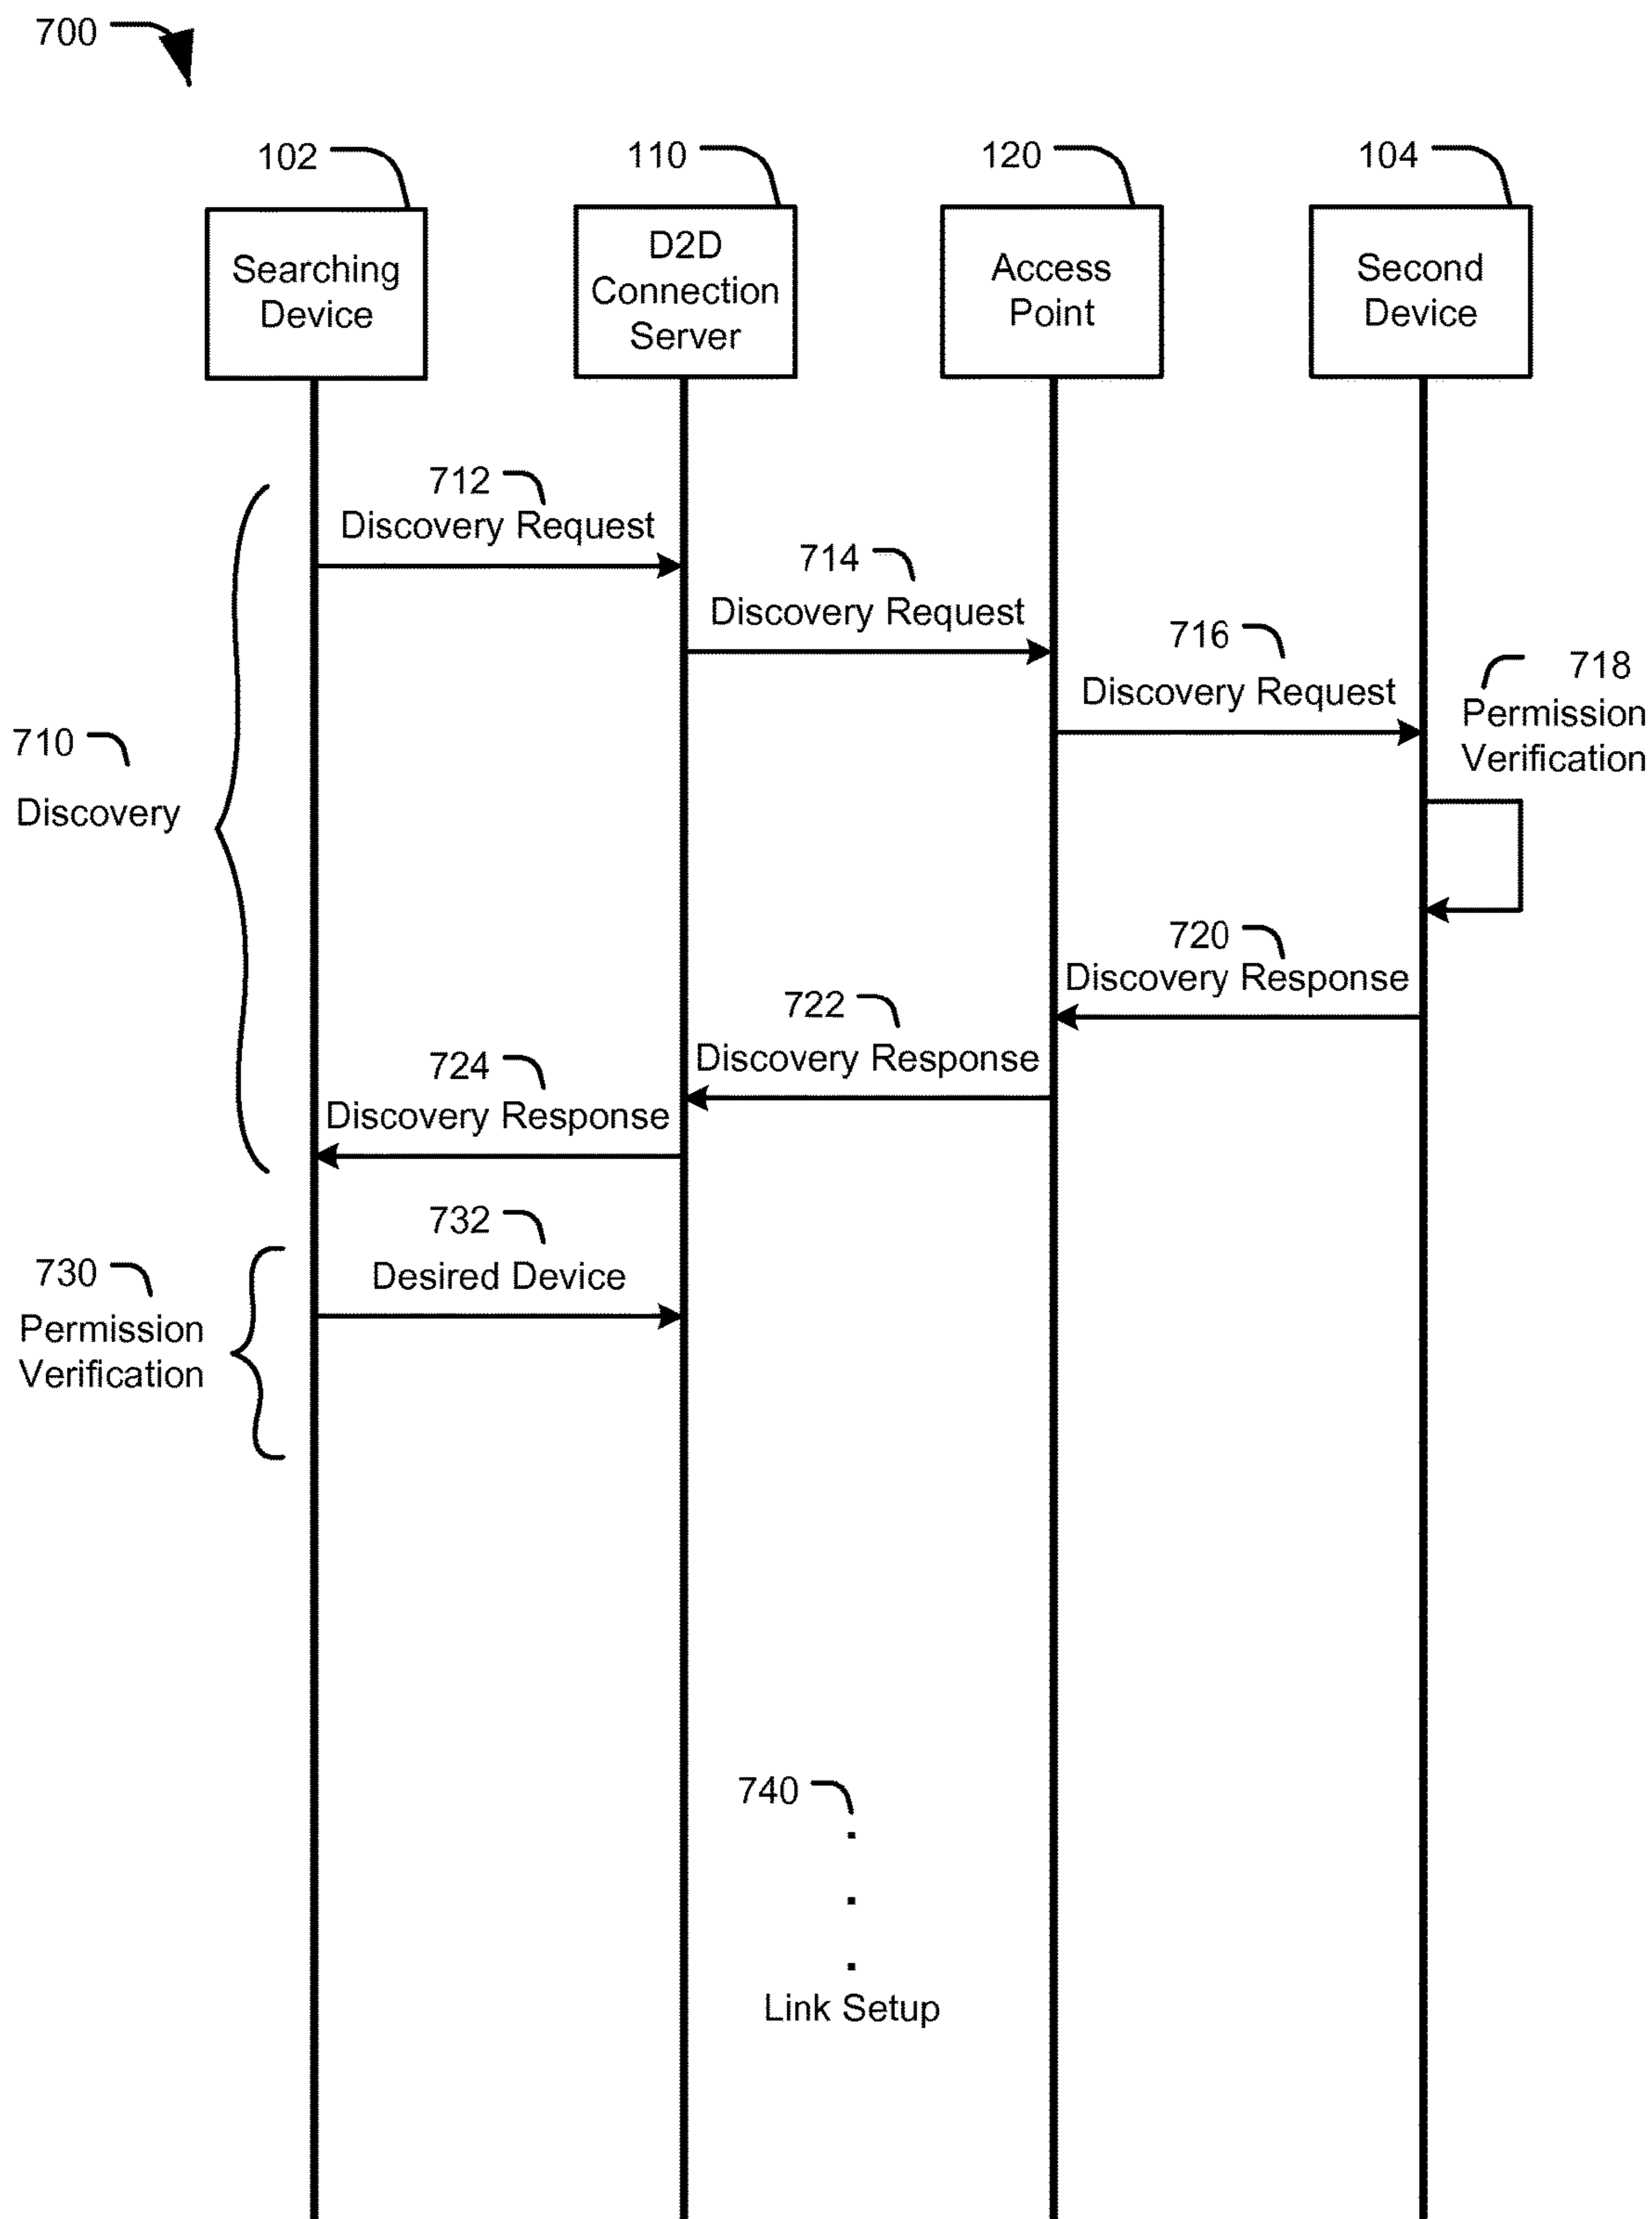 700
102
110
120
104
Searching
Device
D2D
Connection
Server
Access
Point
Second
Device
712
Discovery Request
714
Discovery Request
716
Discovery Request
718
Permission
Verification
710
Discovery
720
Discovery Response
722
Discovery Response
724
Discovery Response
732
Desired Device
730
Permission
Verification
740
Link Setup